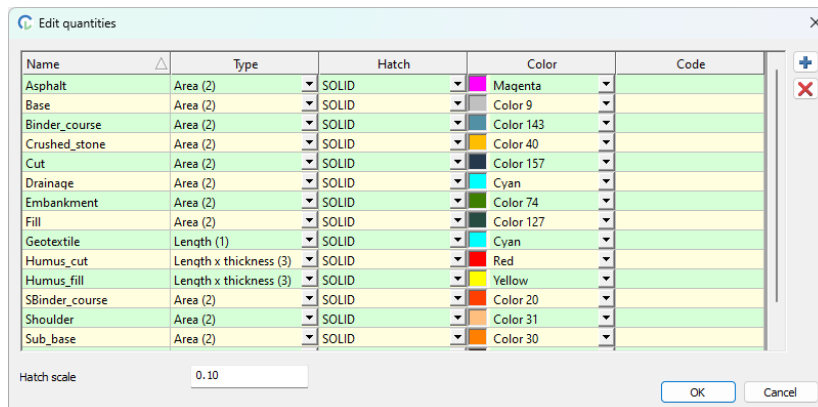 Edit quantities
Name Type Hatch Color Code
Asphalt Area (2) SOLID Magenta
Base Area (2) SOLID Color 9
Binder_course Area (2) SOLID Color 143
Crushed_stone Area (2) SOLID Color 40
Cut Area (2) SOLID Color 157
Drainage Area (2) SOLID Cyan
Embankment Area (2) SOLID Color 74
Fill Area (2) SOLID Color 127
Geotextile Length (1) SOLID Cyan
Humus_cut Length x thickness (3) SOLID Red
Humus_fill Length x thickness (3) SOLID Yellow
SBinder_course Area (2) SOLID Color 20
Shoulder Area (2) SOLID Color 31
Sub_base Area (2) SOLID Color 30
Hatch scale 0.10
OK Cancel